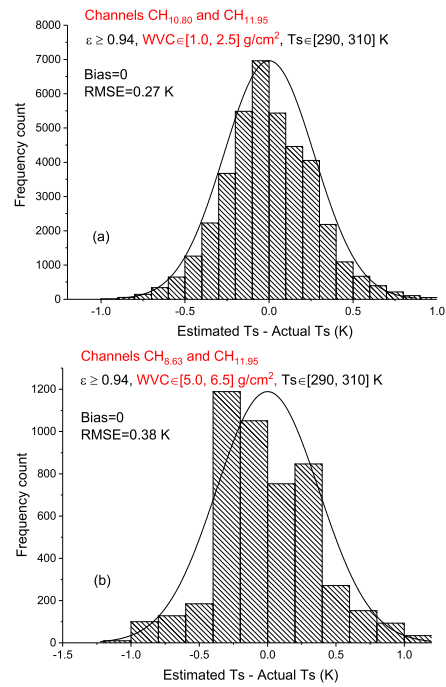 Channels CH10.80 and CH11.95
ε ≥ 0.94, WVC∈[1.0, 2.5] g/cm², Ts∈[290, 310] K
Bias=0
RMSE=0.27 K
8000
7000
6000
5000
4000
3000
2000
1000
0
Frequency count
(a)
-1.0
-0.5
0.0
0.5
1.0
Estimated Ts - Actual Ts (K)
Channels CH8.63 and CH11.95
ε ≥ 0.94, WVC∈[5.0, 6.5] g/cm², Ts∈[290, 310] K
Bias=0
RMSE=0.38 K
1200
1000
800
600
400
200
0
Frequency count
(b)
-1.5
-1.0
-0.5
0.0
0.5
1.0
Estimated Ts - Actual Ts (K)